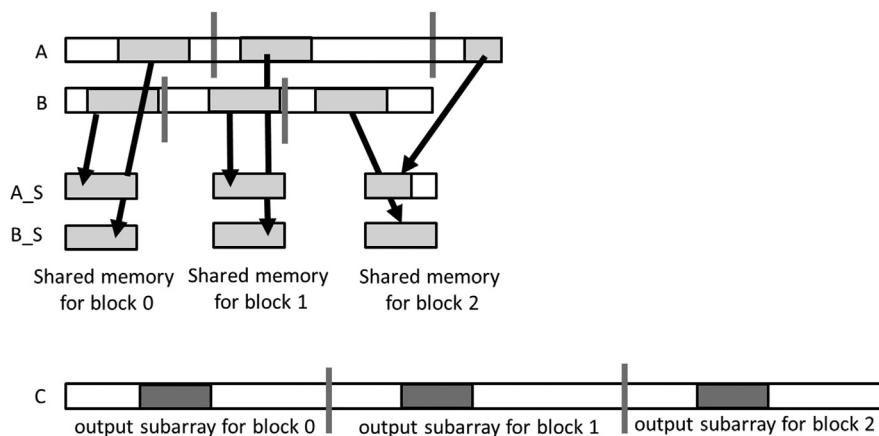 A
B
A_S
B_S
Shared memory
for block 0
Shared memory
for block 1
Shared memory
for block 2
C
output subarray for block 0
output subarray for block 1
output subarray for block 2